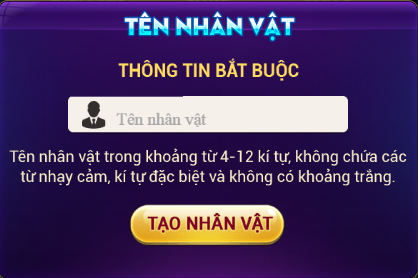 TÊN NHÂN VẬT
THÔNG TIN BẮT BUỘC
Tên nhân vật
Tên nhân vật trong khoảng từ 4-12 kí tự, không chứa các
từ nhạy cảm, kí tự đặc biệt và không có khoảng trắng.
TẠO NHÂN VẬT